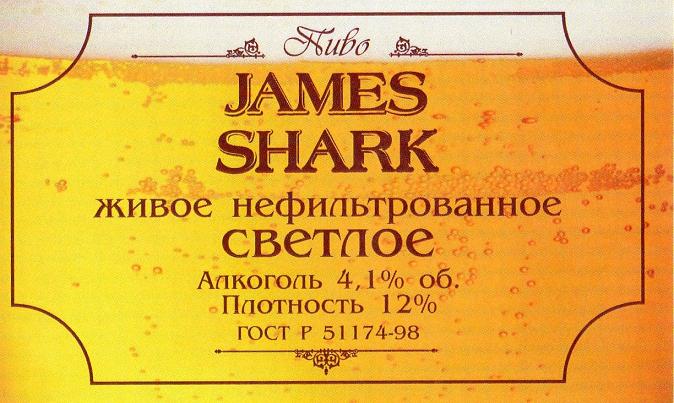 Пиво
JAMES
SHARK
живое нефильтрованное
светлое
Алкоголь 4,1% об.
Плотность 12%
ГОСТ Р 51174-98